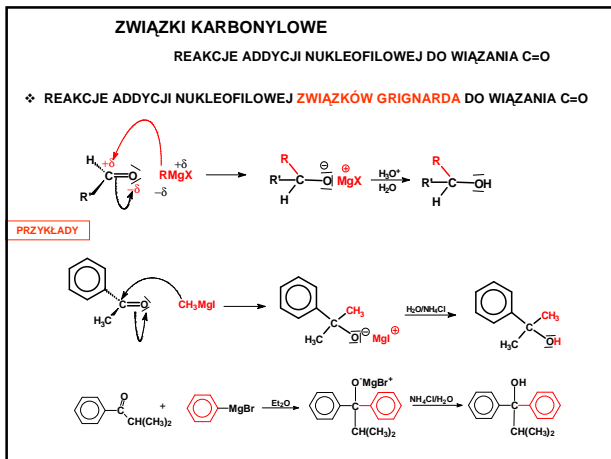 ZWIĄZKI KARBONYLOWE
REAKCJE ADDYCJI NUKLEOFILOWEJ DO WIĄZANIA C=O
❖ REAKCJE ADDYCJI NUKLEOFILOWEJ ZWIĄZKÓW GRIGNARDA DO WIĄZANIA C=O
H +δ C=O −δ R' RMgX +δ −δ
R R' C H O ⊖ MgX ⊕
H3O+
H2O
R R' C H OH
PRZYKŁADY
C=O H3C CH3MgI
CH3 C H3C O ⊖ MgI ⊕
H2O/NH4Cl
CH3 C H3C OH
O C CH(CH3)2
+
MgBr
Et2O
O-MgBr+ C CH(CH3)2
NH4Cl/H2O
OH C CH(CH3)2